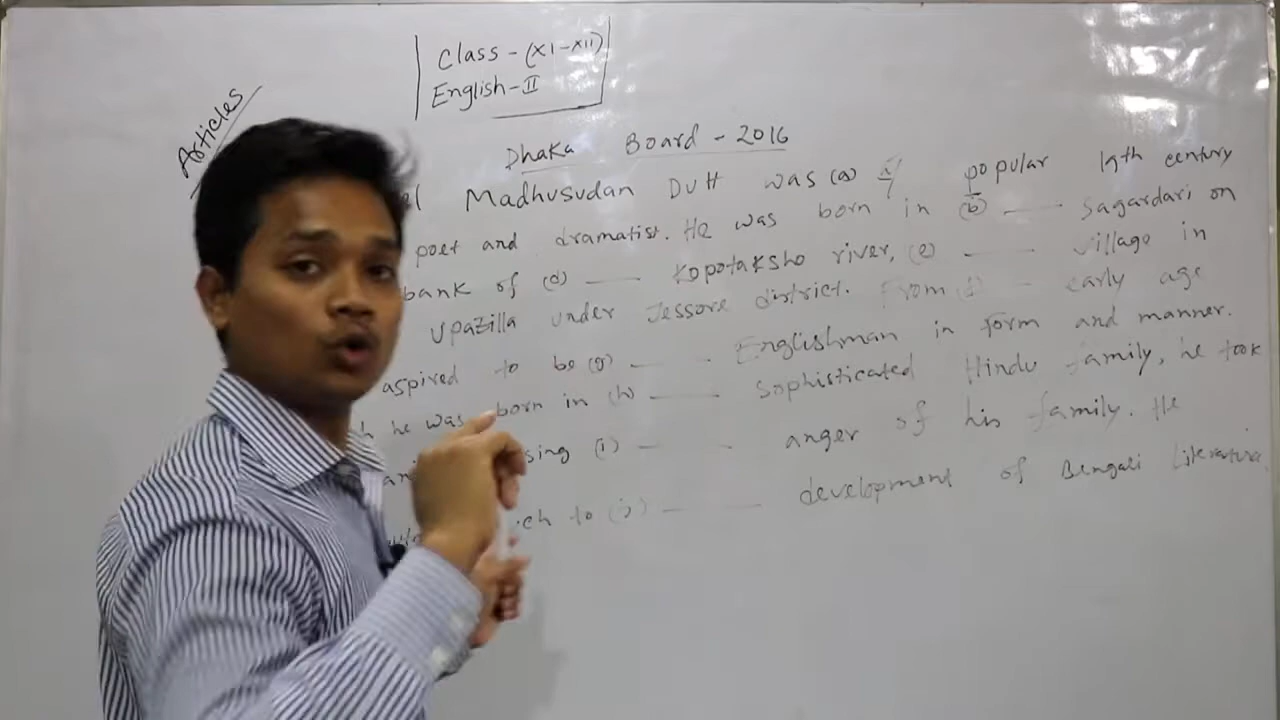 Class - (XI-XII)
English - II
Articles
Dhaka Board - 2016
el Madhusudan Dutt was (a) a/ popular 19th century
poet and dramatist. He was born in (b) — Sagardari on
bank of (d) — Kopotaksho river, (e) — village in
Upazilla under Jessore district. From (f) — early age
aspired to be (g) — Englishman in form and manner.
h he was born in (h) — Sophisticated Hindu family, he took
sing (i) — anger of his family. He
ch to (j) — development of Bengali literature.